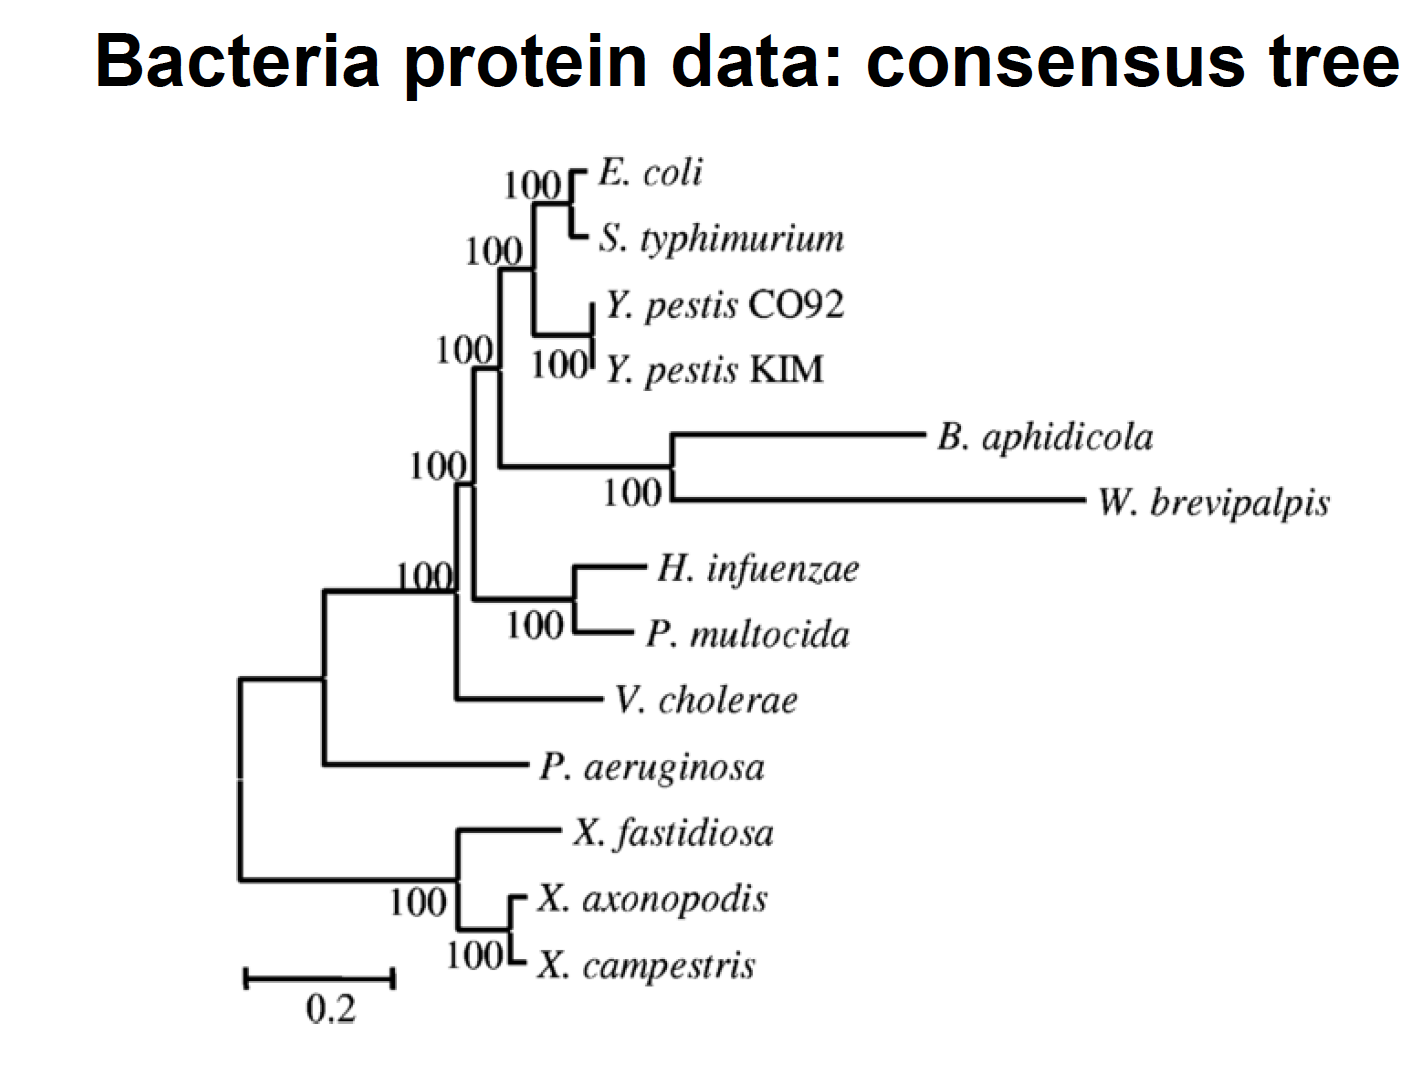 Bacteria protein data: consensus tree
100
E. coli
S. typhimurium
100
Y. pestis CO92
100
100
Y. pestis KIM
B. aphidicola
100
100
W. brevipalpis
H. infuenzae
100
100
P. multocida
V. cholerae
P. aeruginosa
X. fastidiosa
100
X. axonopodis
100
X. campestris
0.2